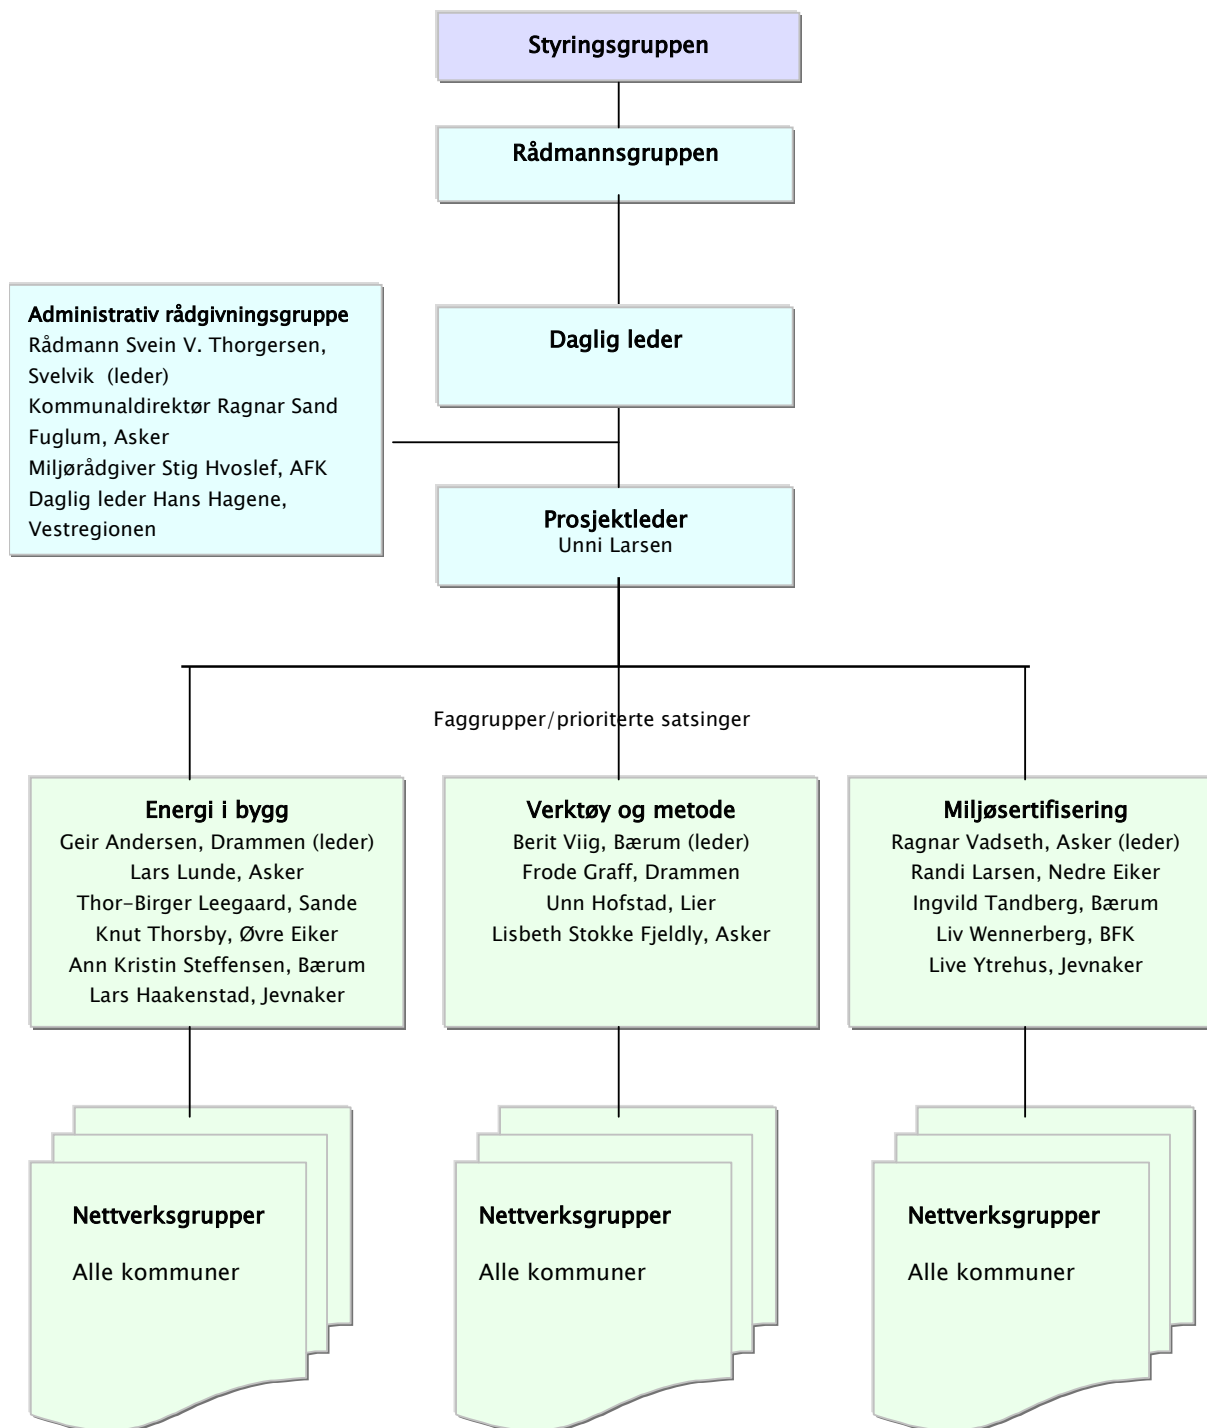 Styringsgruppen
Rådmannsgruppen
Administrativ rådgivningsgruppe
Rådmann Svein V. Thorgersen,
Svelvik (leder)
Kommunaldirektør Ragnar Sand
Fuglum, Asker
Miljørådgiver Stig Hvoslef, AFK
Daglig leder Hans Hagene,
Vestregionen
Daglig leder
Prosjektleder
Unni Larsen
Faggrupper/prioriterte satsinger
Energi i bygg
Geir Andersen, Drammen (leder)
Lars Lunde, Asker
Thor-Birger Leegaard, Sande
Knut Thorsby, Øvre Eiker
Ann Kristin Steffensen, Bærum
Lars Haakenstad, Jevnaker
Verktøy og metode
Berit Viig, Bærum (leder)
Frode Graff, Drammen
Unn Hofstad, Lier
Lisbeth Stokke Fjeldly, Asker
Miljøsertifisering
Ragnar Vadseth, Asker (leder)
Randi Larsen, Nedre Eiker
Ingvild Tandberg, Bærum
Liv Wennerberg, BFK
Live Ytrehus, Jevnaker
Nettverksgrupper
Alle kommuner
Nettverksgrupper
Alle kommuner
Nettverksgrupper
Alle kommuner